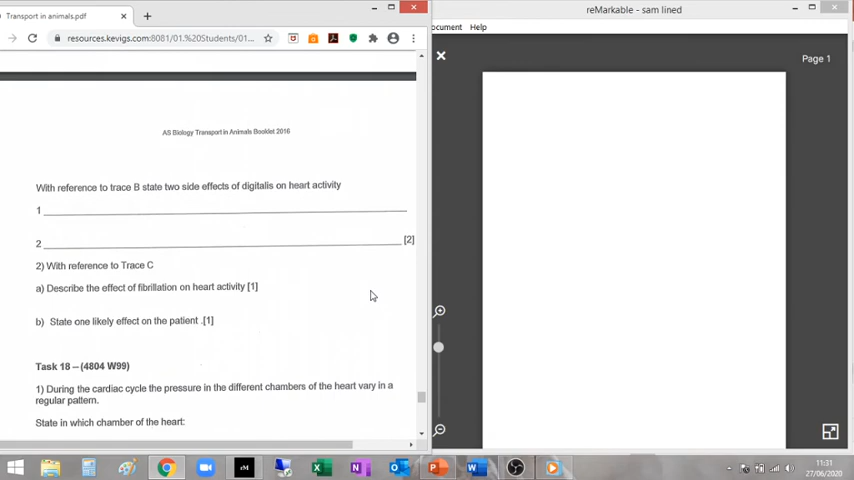 Transport in animals.pdf
reMarkable - sam lined
resources.kevigs.com:8081/01.%20Students/01...
ocument Help
Page 1
AS Biology Transport in Animals Booklet 2016
With reference to trace B state two side effects of digitalis on heart activity
1
2 [2]
2) With reference to Trace C
a) Describe the effect of fibrillation on heart activity [1]
b) State one likely effect on the patient .[1]
Task 18 – (4804 W99)
1) During the cardiac cycle the pressure in the different chambers of the heart vary in a
regular pattern.
State in which chamber of the heart:
11:31
27/06/2020